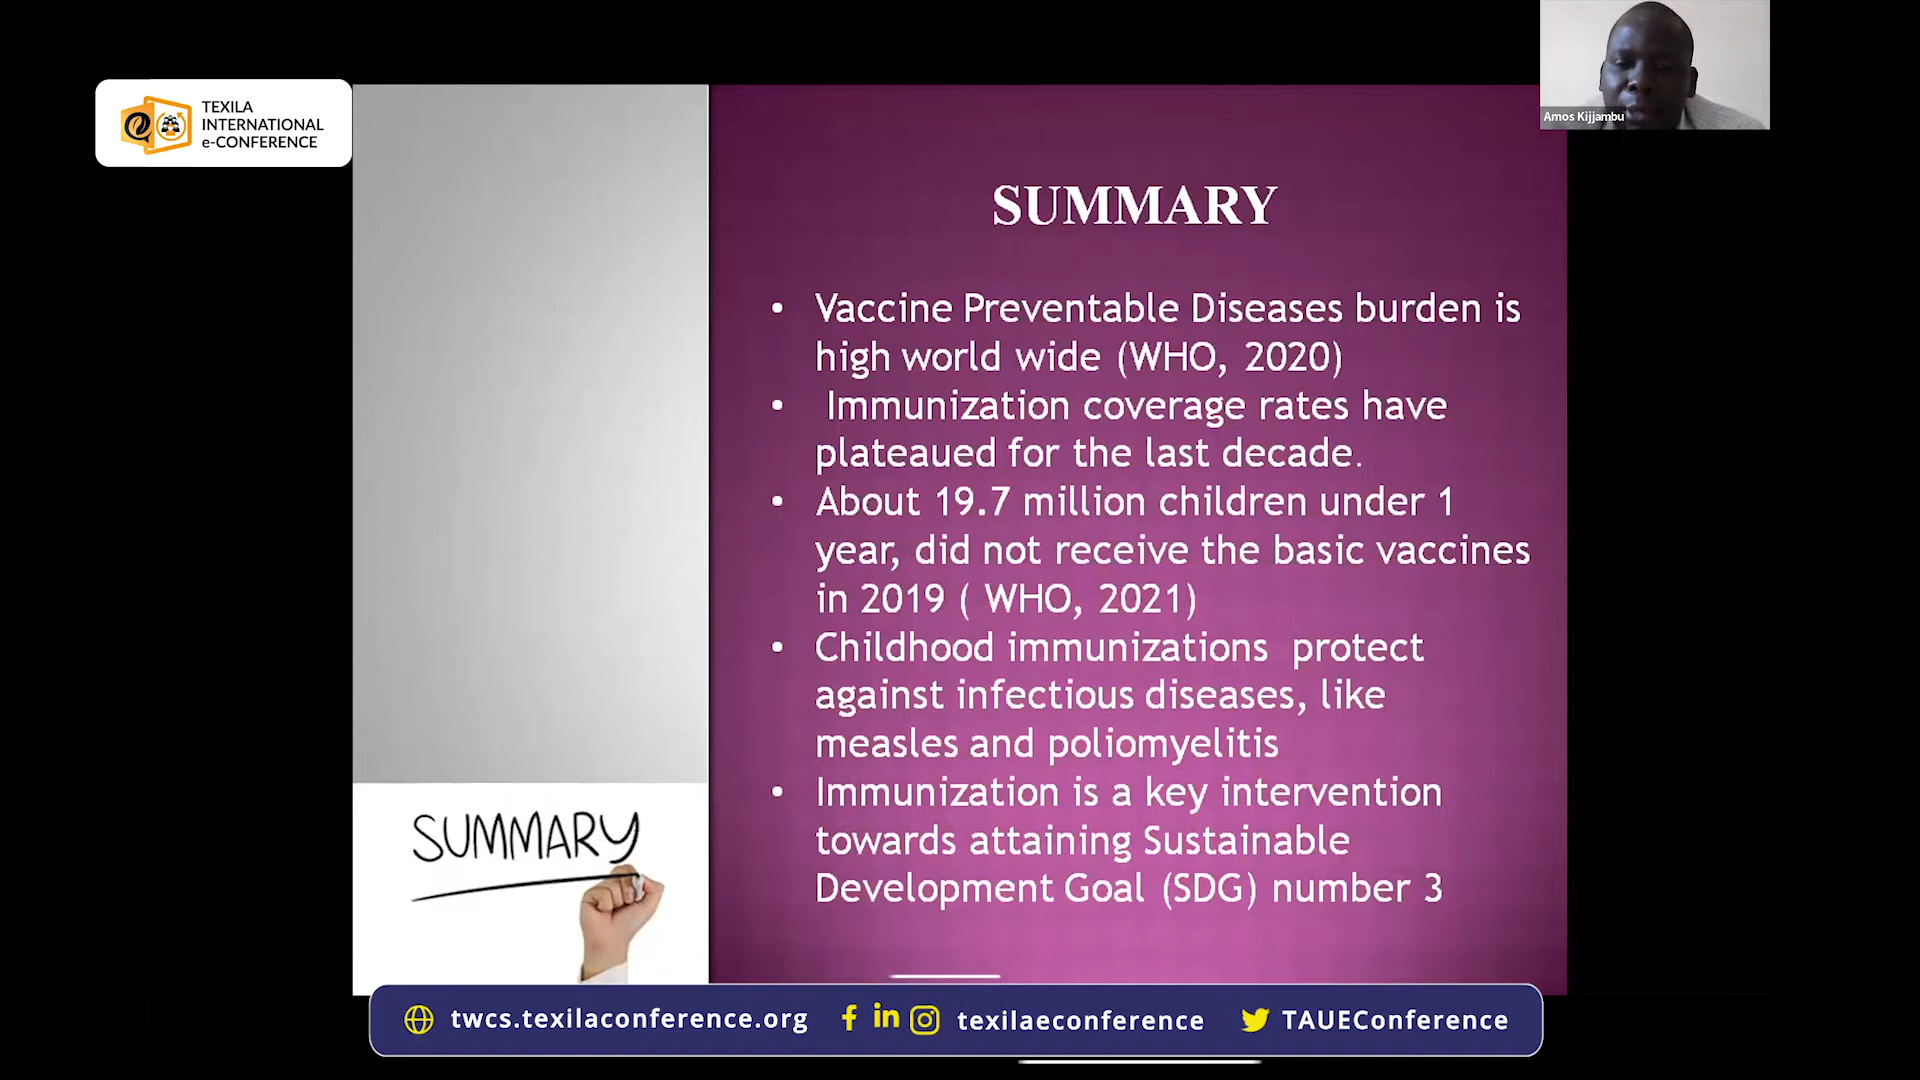 TEXILA
INTERNATIONAL
e-CONFERENCE
Amos Kijjambu
SUMMARY
• Vaccine Preventable Diseases burden is
high world wide (WHO, 2020)
• Immunization coverage rates have
plateaued for the last decade.
• About 19.7 million children under 1
year, did not receive the basic vaccines
in 2019 ( WHO, 2021)
• Childhood immunizations protect
against infectious diseases, like
measles and poliomyelitis
• Immunization is a key intervention
towards attaining Sustainable
Development Goal (SDG) number 3
SUMMARY
twcs.texilaconference.org
texilaeconference
TAUEConference